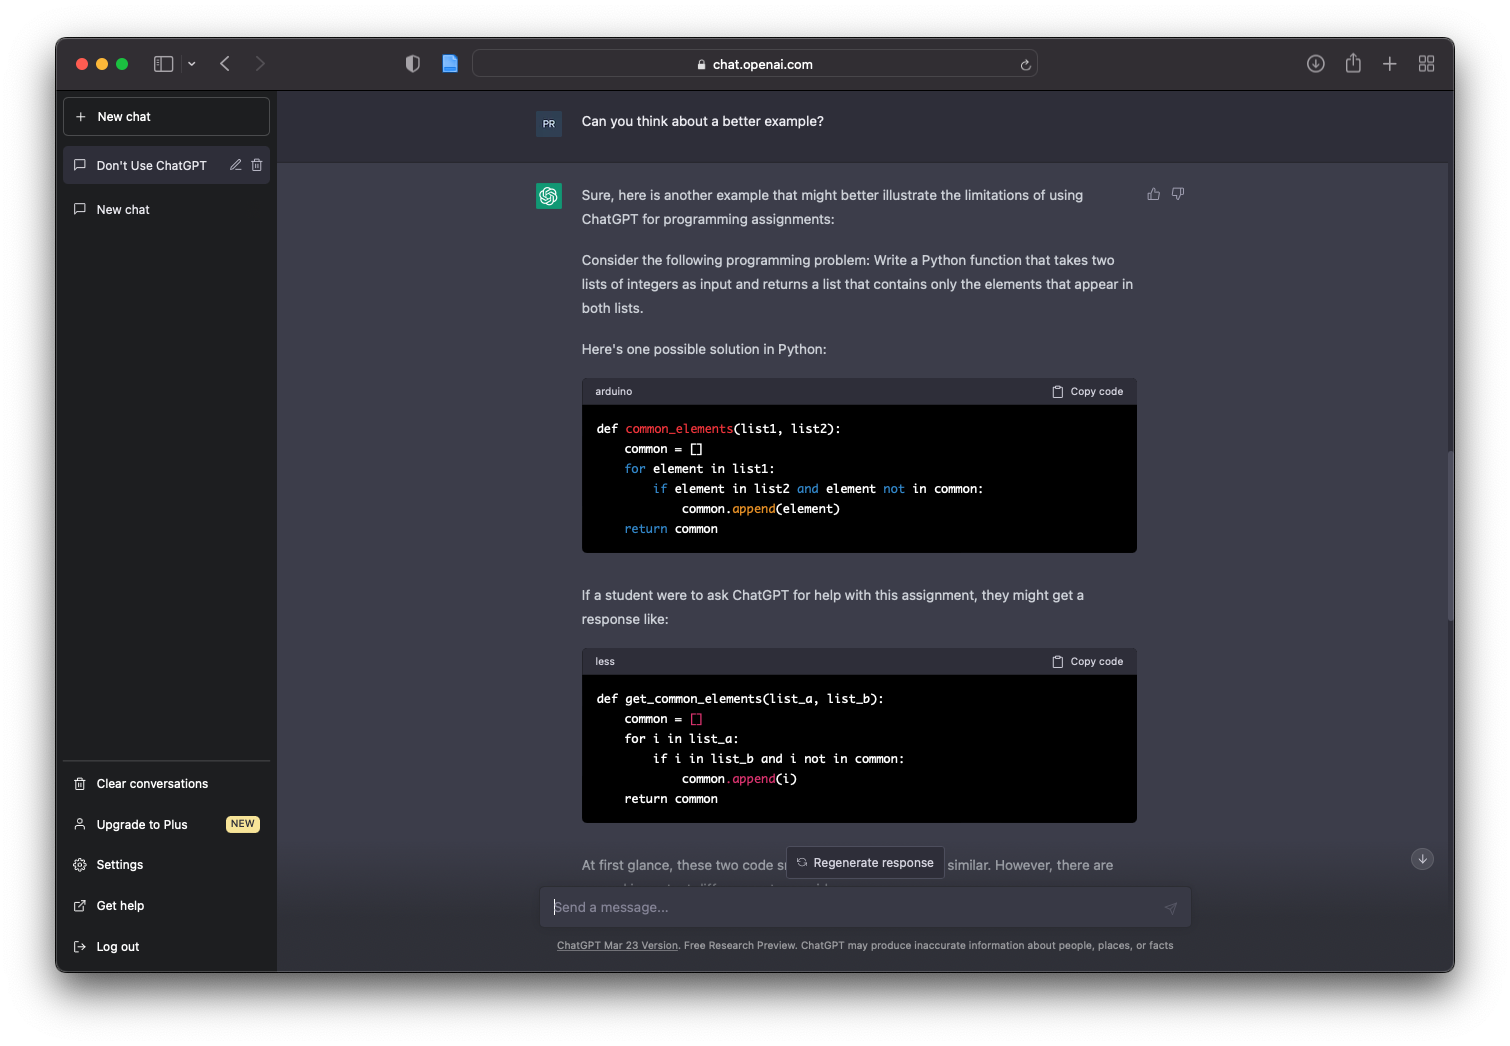 chat.openai.com
New chat
Don't Use ChatGPT
New chat
PR
Can you think about a better example?
Sure, here is another example that might better illustrate the limitations of using
ChatGPT for programming assignments:
Consider the following programming problem: Write a Python function that takes two
lists of integers as input and returns a list that contains only the elements that appear in
both lists.
Here's one possible solution in Python:
arduino
Copy code
def common_elements(list1, list2):
    common = []
    for element in list1:
        if element in list2 and element not in common:
            common.append(element)
    return common
If a student were to ask ChatGPT for help with this assignment, they might get a
response like:
less
Copy code
def get_common_elements(list_a, list_b):
    common = []
    for i in list_a:
        if i in list_b and i not in common:
            common.append(i)
    return common
At first glance, these two code
similar. However, there are
Regenerate response
Send a message...
ChatGPT Mar 23 Version. Free Research Preview. ChatGPT may produce inaccurate information about people, places, or facts
Clear conversations
Upgrade to Plus
NEW
Settings
Get help
Log out